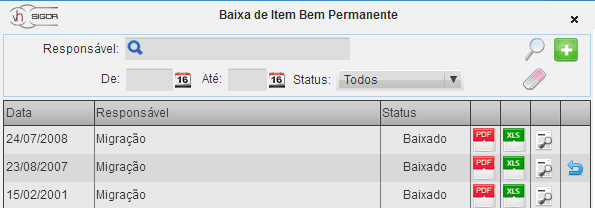 SIGOR
Baixa de Item Bem Permanente
Responsável:
De: 16 Até: 16 Status: Todos
Data Responsável Status
24/07/2008 Migração Baixado PDF XLS
23/08/2007 Migração Baixado PDF XLS
15/02/2001 Migração Baixado PDF XLS